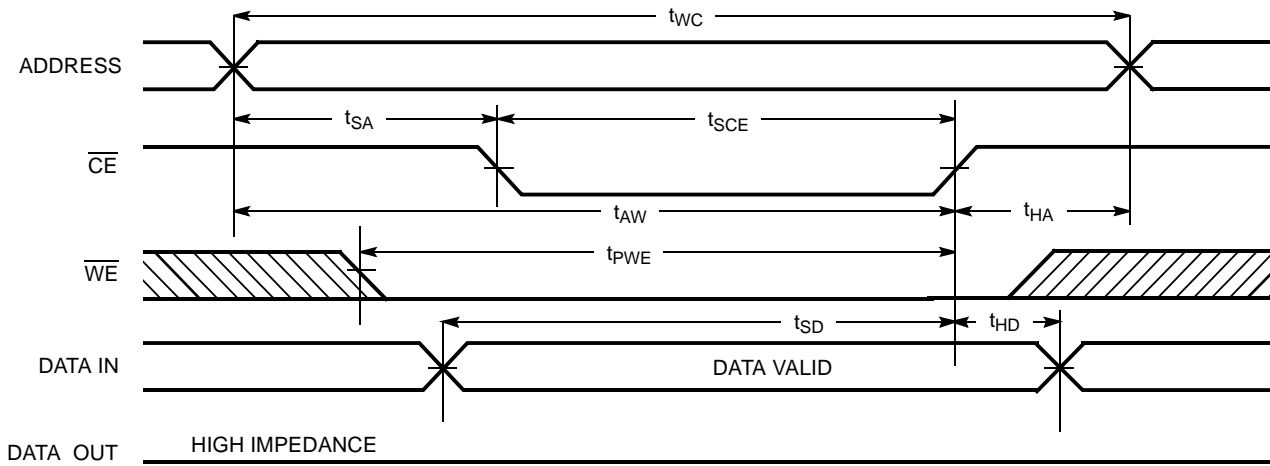 tWC
ADDRESS
tSA
tSCE
CE
tAW
tHA
tPWE
WE
tSD
tHD
DATA IN
DATA VALID
DATA OUT
HIGH IMPEDANCE